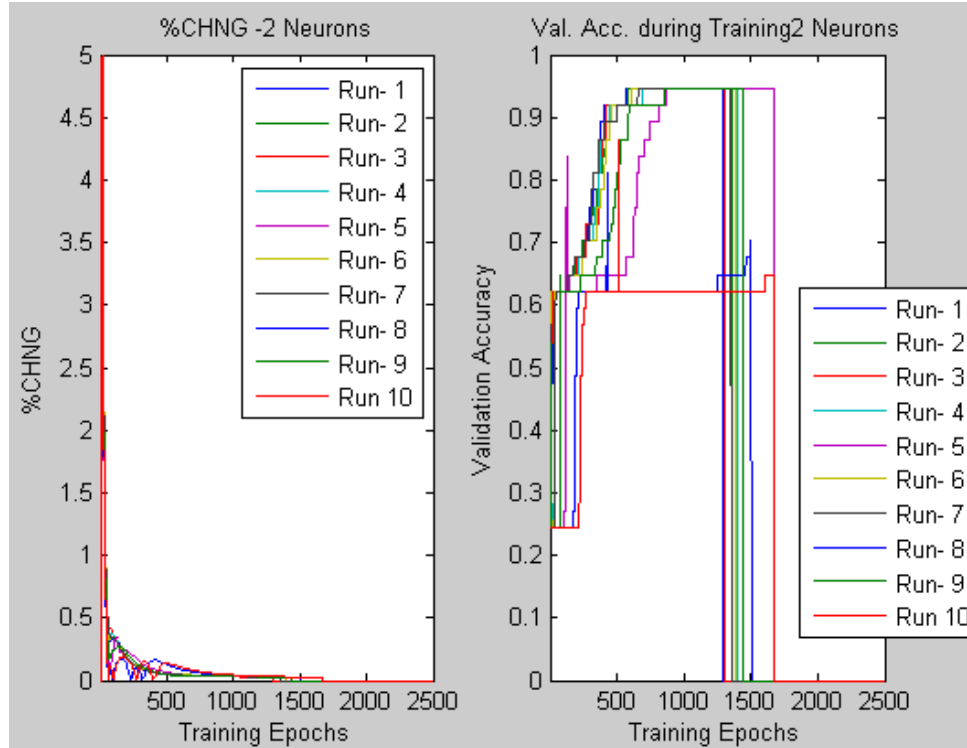 %CHNG -2 Neurons
5
4.5
4
3.5
3
2.5
2
1.5
1
0.5
0
%CHNG
500 1000 1500 2000 2500
Training Epochs
Run- 1
Run- 2
Run- 3
Run- 4
Run- 5
Run- 6
Run- 7
Run- 8
Run- 9
Run 10
Val. Acc. during Training2 Neurons
1
0.9
0.8
0.7
0.6
0.5
0.4
0.3
0.2
0.1
0
Validation Accuracy
0 500 1000 1500 2000 2500
Training Epochs
Run- 1
Run- 2
Run- 3
Run- 4
Run- 5
Run- 6
Run- 7
Run- 8
Run- 9
Run 10